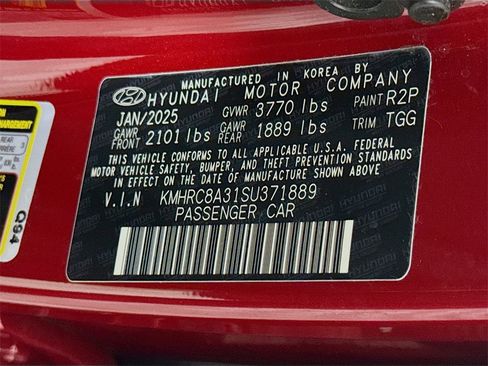 MANUFACTURED IN KOREA BY
HYUNDAI MOTOR COMPANY
JAN/2025 GVWR 3770 lbs PAINT R2P
GAWR FRONT 2101 lbs GAWR REAR 1889 lbs TRIM TGG
THIS VEHICLE CONFORMS TO ALL APPLICABLE U.S.A. FEDERAL
MOTOR VEHICLE SAFETY, BUMPER, AND THEFT PREVENTION STANDARDS
IN EFFECT ON THE DATE OF MANUFACTURE SHOWN ABOVE.
V.I.N KMHRC8A31SU371889
PASSENGER CAR
REAR
Q94